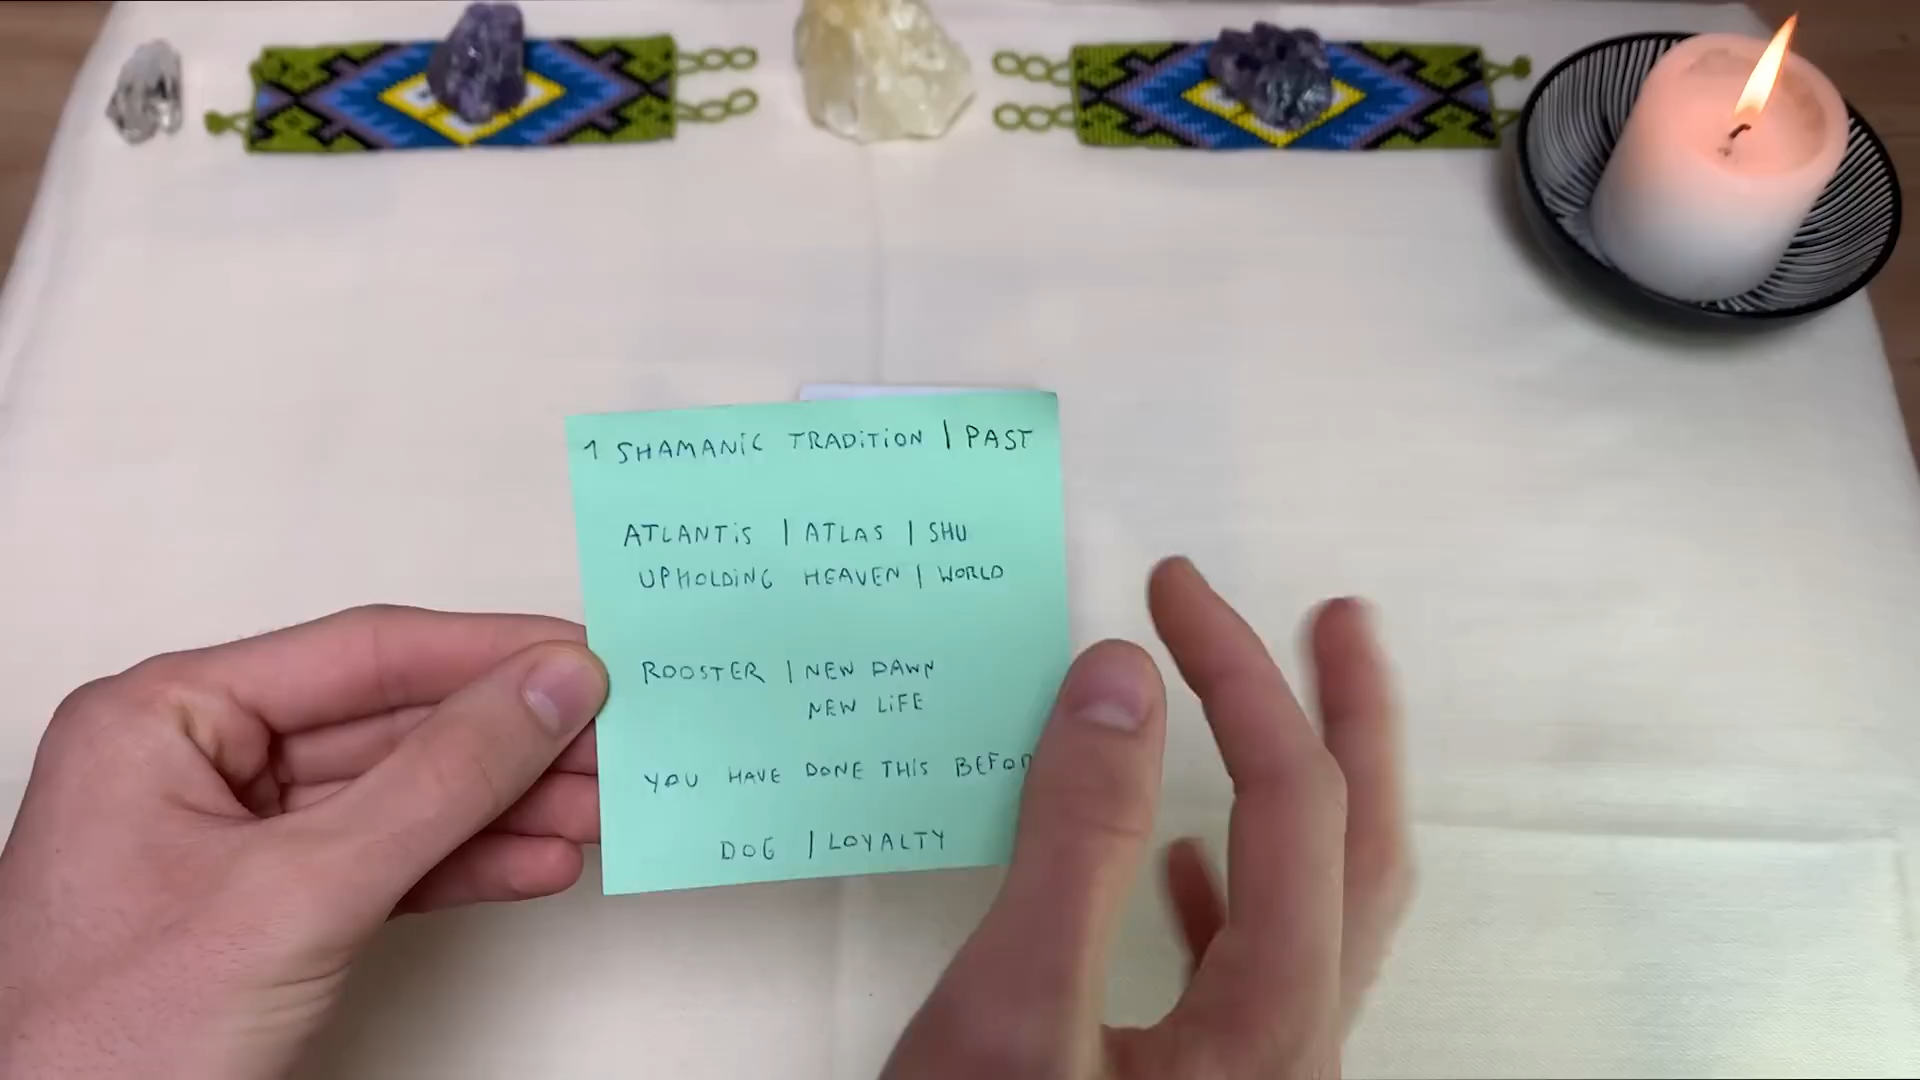 1 SHAMANIC TRADITION | PAST
ATLANTIS | ATLAS | SHU
UPHOLDING HEAVEN | WORLD
ROOSTER | NEW DAWN
NEW LIFE
YOU HAVE DONE THIS
DOG | LOYALTY